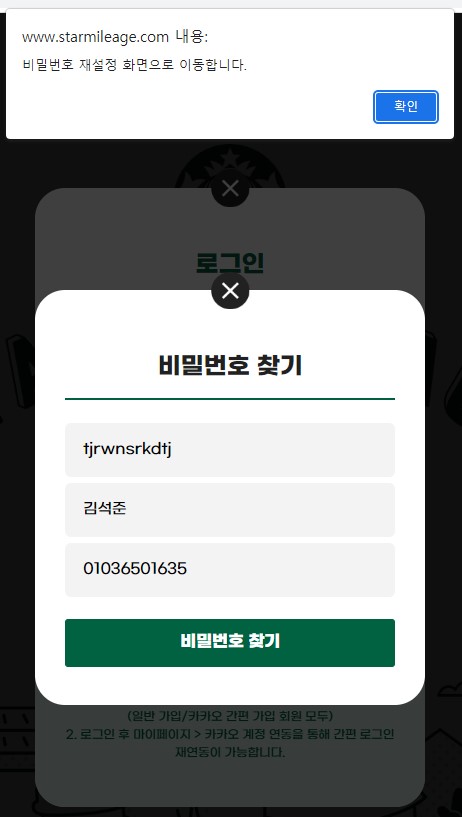 www.starmileage.com 내용:
비밀번호 재설정 화면으로 이동합니다.
확인
로그인
비밀번호 찾기
tjrwnsrkdtj
김석준
01036501635
비밀번호 찾기
(일반 가입/카카오 간편 가입 회원 모두)
2. 로그인 후 마이페이지 > 카카오 계정 연동을 통해 간편 로그인
재연동이 가능합니다.